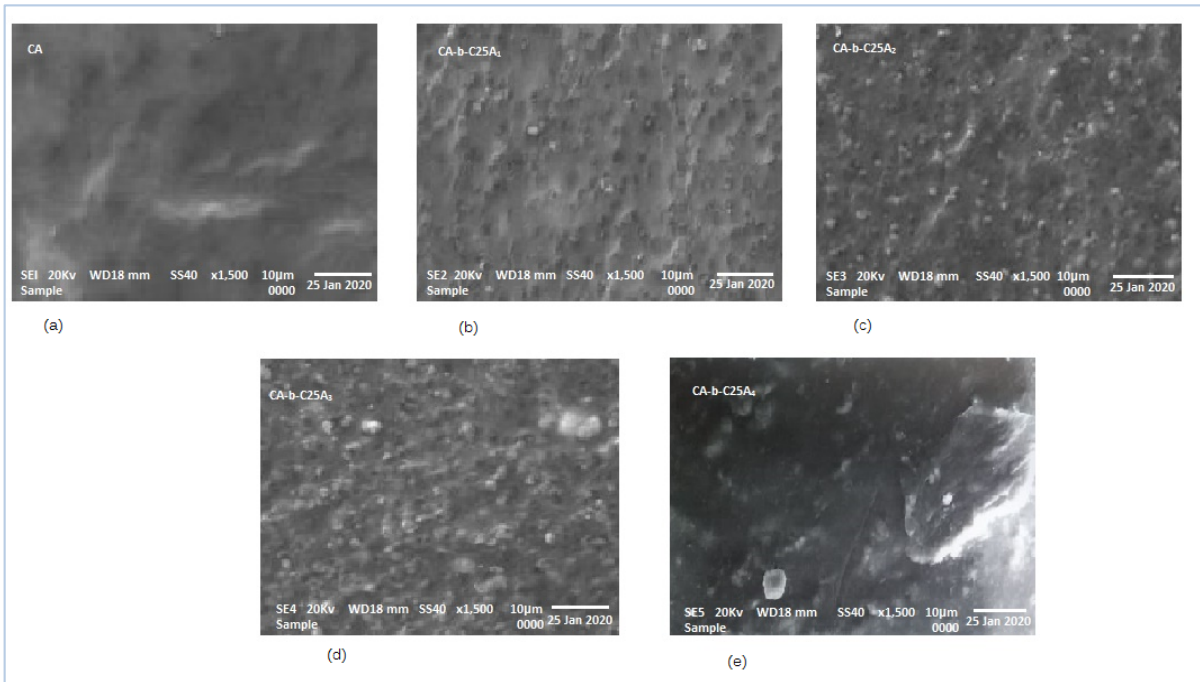 CA
SEI 20Kv WD18 mm SS40 x1,500 10µm
0000 25 Jan 2020
Sample
(a)
CA-b-C25A₁
SE2 20Kv WD18 mm SS40 x1,500 10µm
0000 25 Jan 2020
Sample
(b)
CA-b-C25A₂
SE3 20Kv WD18 mm SS40 x1,500 10µm
0000 25 Jan 2020
Sample
(c)
CA-b-C25A₃
SE4 20Kv WD18 mm SS40 x1,500 10µm
0000 25 Jan 2020
Sample
(d)
CA-b-C25A₄
SE5 20Kv WD18 mm SS40 x1,500 10µm
0000 25 Jan 2020
Sample
(e)